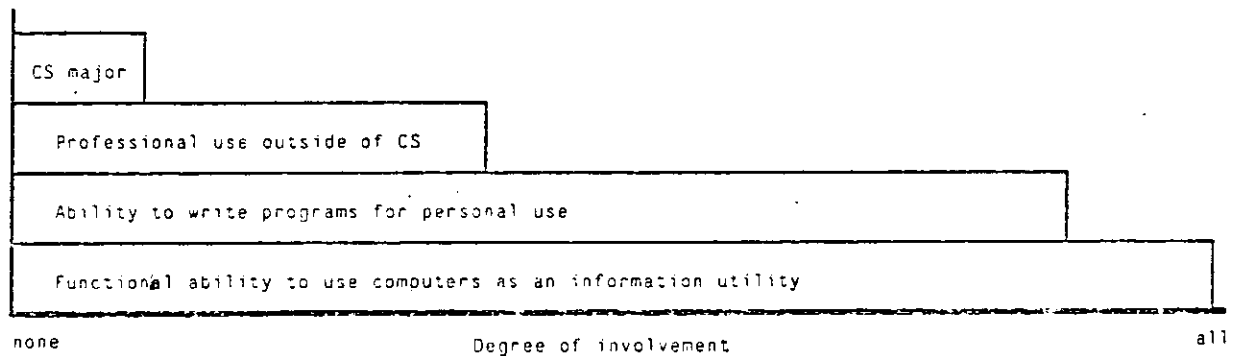 CS major
Professional use outside of CS
Ability to write programs for personal use
Functional ability to use computers as an information utility
none Degree of involvement all